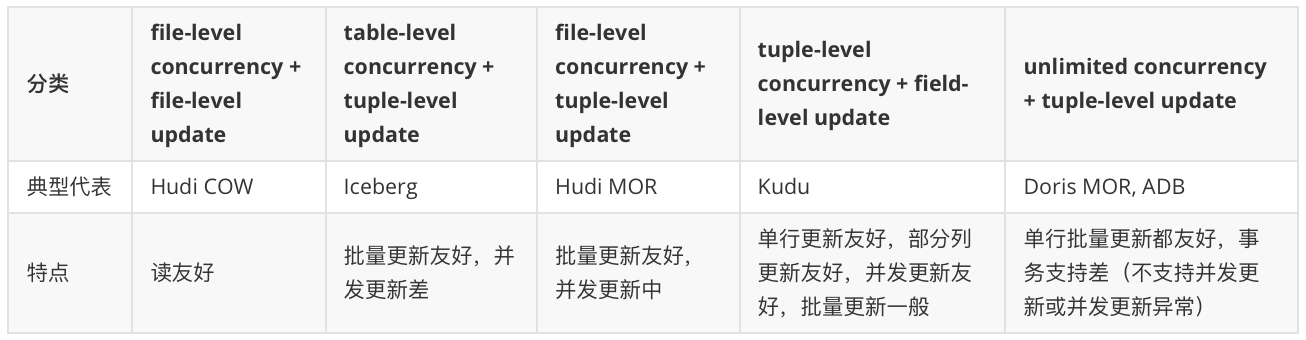 分类
file-level
concurrency +
file-level
update
table-level
concurrency +
tuple-level
update
file-level
concurrency +
tuple-level
update
tuple-level
concurrency + field-
level update
unlimited concurrency
+ tuple-level update
典型代表
Hudi COW
Iceberg
Hudi MOR
Kudu
Doris MOR, ADB
特点
读友好
批量更新友好，并
发更新差
批量更新友好，
并发更新中
单行更新友好，部分列
更新友好，并发更新友
好，批量更新一般
单行批量更新都友好，事
务支持差（不支持并发更
新或并发更新异常）